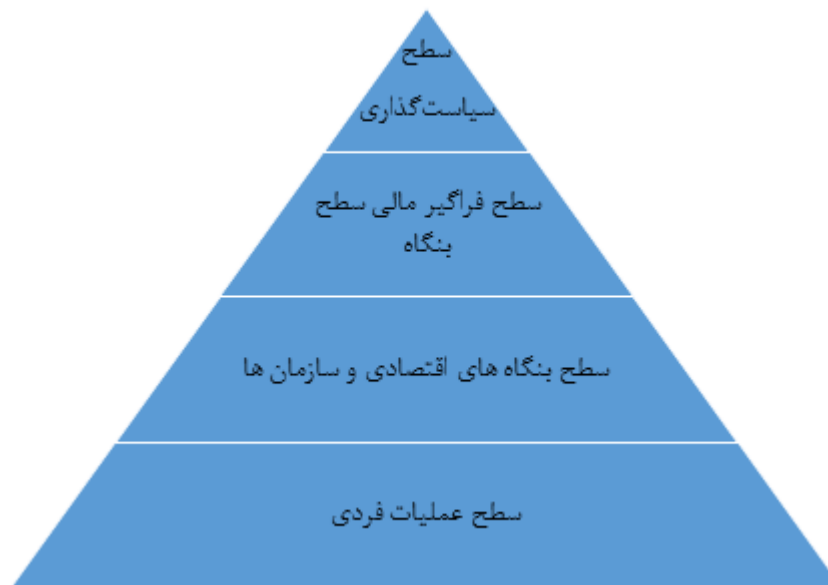 سطح
سیاست‌گذاری
سطح فراگیر مالی سطح
بنگاه
سطح بنگاه های اقتصادی و سازمان ها
سطح عملیات فردی